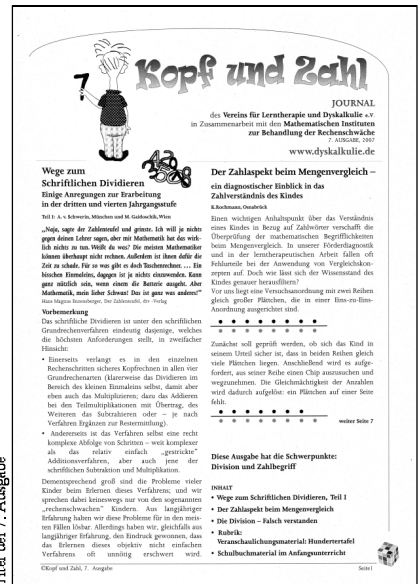 Kopf und Zahl
JOURNAL
des Vereins für Lerntherapie und Dyskalkulie e.V.
in Zusammenarbeit mit den Mathematischen Instituten
zur Behandlung der Rechenschwäche
7. AUSGABE, 2007
www.dyskalkulie.de
Wege zum
Schriftlichen Dividieren
Einige Anregungen zur Erarbeitung
in der dritten und vierten Jahrgangsstufe
Teil I: A. v. Schwerin, München und M. Gaidoschik, Wien
„Naja, sagte der Zahlenteufel und grinste. Ich will ja nichts
gegen deinen Lehrer sagen, aber mit Mathematik hat das wirk-
lich nichts zu tun. Weißt du was? Die meisten Mathematiker
können überhaupt nicht rechnen. Außerdem ist ihnen dafür die
Zeit zu schade. Für so was gibt es doch Taschenrechner. ... Ein
bisschen Einmaleins, dagegen ist ja nichts einzuwenden. Kann
ganz nützlich sein, wenn einem die Batterie ausgeht. Aber
Mathematik, mein lieber Schwan! Das ist ganz was anderes!"
Hans Magnus Enzensberger, Der Zahlenteufel, dtv -Verlag
Vorbemerkung
Das schriftliche Dividieren ist unter den schriftlichen
Grundrechenverfahren eindeutig dasjenige, welches
die höchsten Anforderungen stellt, in zweifacher
Hinsicht:
• Einerseits verlangt es in den einzelnen
Rechenschritten sicheres Kopfrechnen in allen vier
Grundrechenarten (klarerweise das Dividieren im
Bereich des kleinen Einmaleins selbst, damit aber
eben auch das Multiplizieren; dazu das Addieren
bei den Teilmultiplikationen mit Übertrag, des
Weiteren das Subtrahieren oder – je nach
Verfahren Ergänzen zur Restermittlung).
• Andererseits ist das Verfahren selbst eine recht
komplexe Abfolge von Schritten – weit komplexer
als das relativ einfach „gestrickte"
Additionsverfahren, aber auch jene der
schriftlichen Subtraktion und Multiplikation.
Dementsprechend groß sind die Probleme vieler
Kinder beim Erlernen dieses Verfahrens; und wir
sprechen dabei keineswegs nur von den sogenannten
„rechenschwachen" Kindern. Aus langjähriger
Erfahrung halten wir diese Probleme für in den meis-
ten Fällen lösbar. Allerdings haben wir, gleichfalls aus
langjähriger Erfahrung, den Eindruck gewonnen, dass
das Erlernen dieses objektiv nicht einfachen
Verfahrens oft unnötig erschwert wird.
Der Zahlaspekt beim Mengenvergleich –
ein diagnostischer Einblick in das
Zahlverständnis des Kindes
K. Rochmann, Osnabrück
Einen wichtigen Anhaltspunkt über das Verständnis
eines Kindes in Bezug auf Zahlwörter verschafft die
Überprüfung der mathematischen Begrifflichkeiten
beim Mengenvergleich. In unserer Förderdiagnostik
und in der lerntherapeutischen Arbeit fallen oft
Fehlurteile bei der Anwendung von Vergleichskon-
zepten auf. Doch wie lässt sich der Wissensstand des
Kindes genauer herausfiltern?
Vor uns liegt eine Versuchsanordnung mit zwei Reihen
gleich großer Plättchen, die in einer Eins-zu-Eins-
Anordnung ausgerichtet sind.
Zunächst soll geprüft werden, ob sich das Kind in
seinem Urteil sicher ist, dass in beiden Reihen gleich
viele Plättchen liegen. Anschließend wird es aufge-
fordert, aus seiner Reihe einen Chip auszusuchen und
wegzunehmen. Die Gleichmächtigkeit der Anzahlen
wird dadurch aufgelöst: ein Plättchen auf einer Seite
fehlt.
weiter Seite 7
Diese Ausgabe hat die Schwerpunkte:
Division und Zahlbegriff
INHALT
• Wege zum Schriftlichen Dividieren, Teil 1
• Der Zahlaspekt beim Mengenvergleich
• Die Division – Falsch verstanden
• Rubrik:
Veranschaulichungsmaterial: Hundertertafel
• Schulbuchmaterial im Anfangsunterricht
©Kopf und Zahl, 7. Ausgabe
Seite 1
Titel der 7. Ausgabe